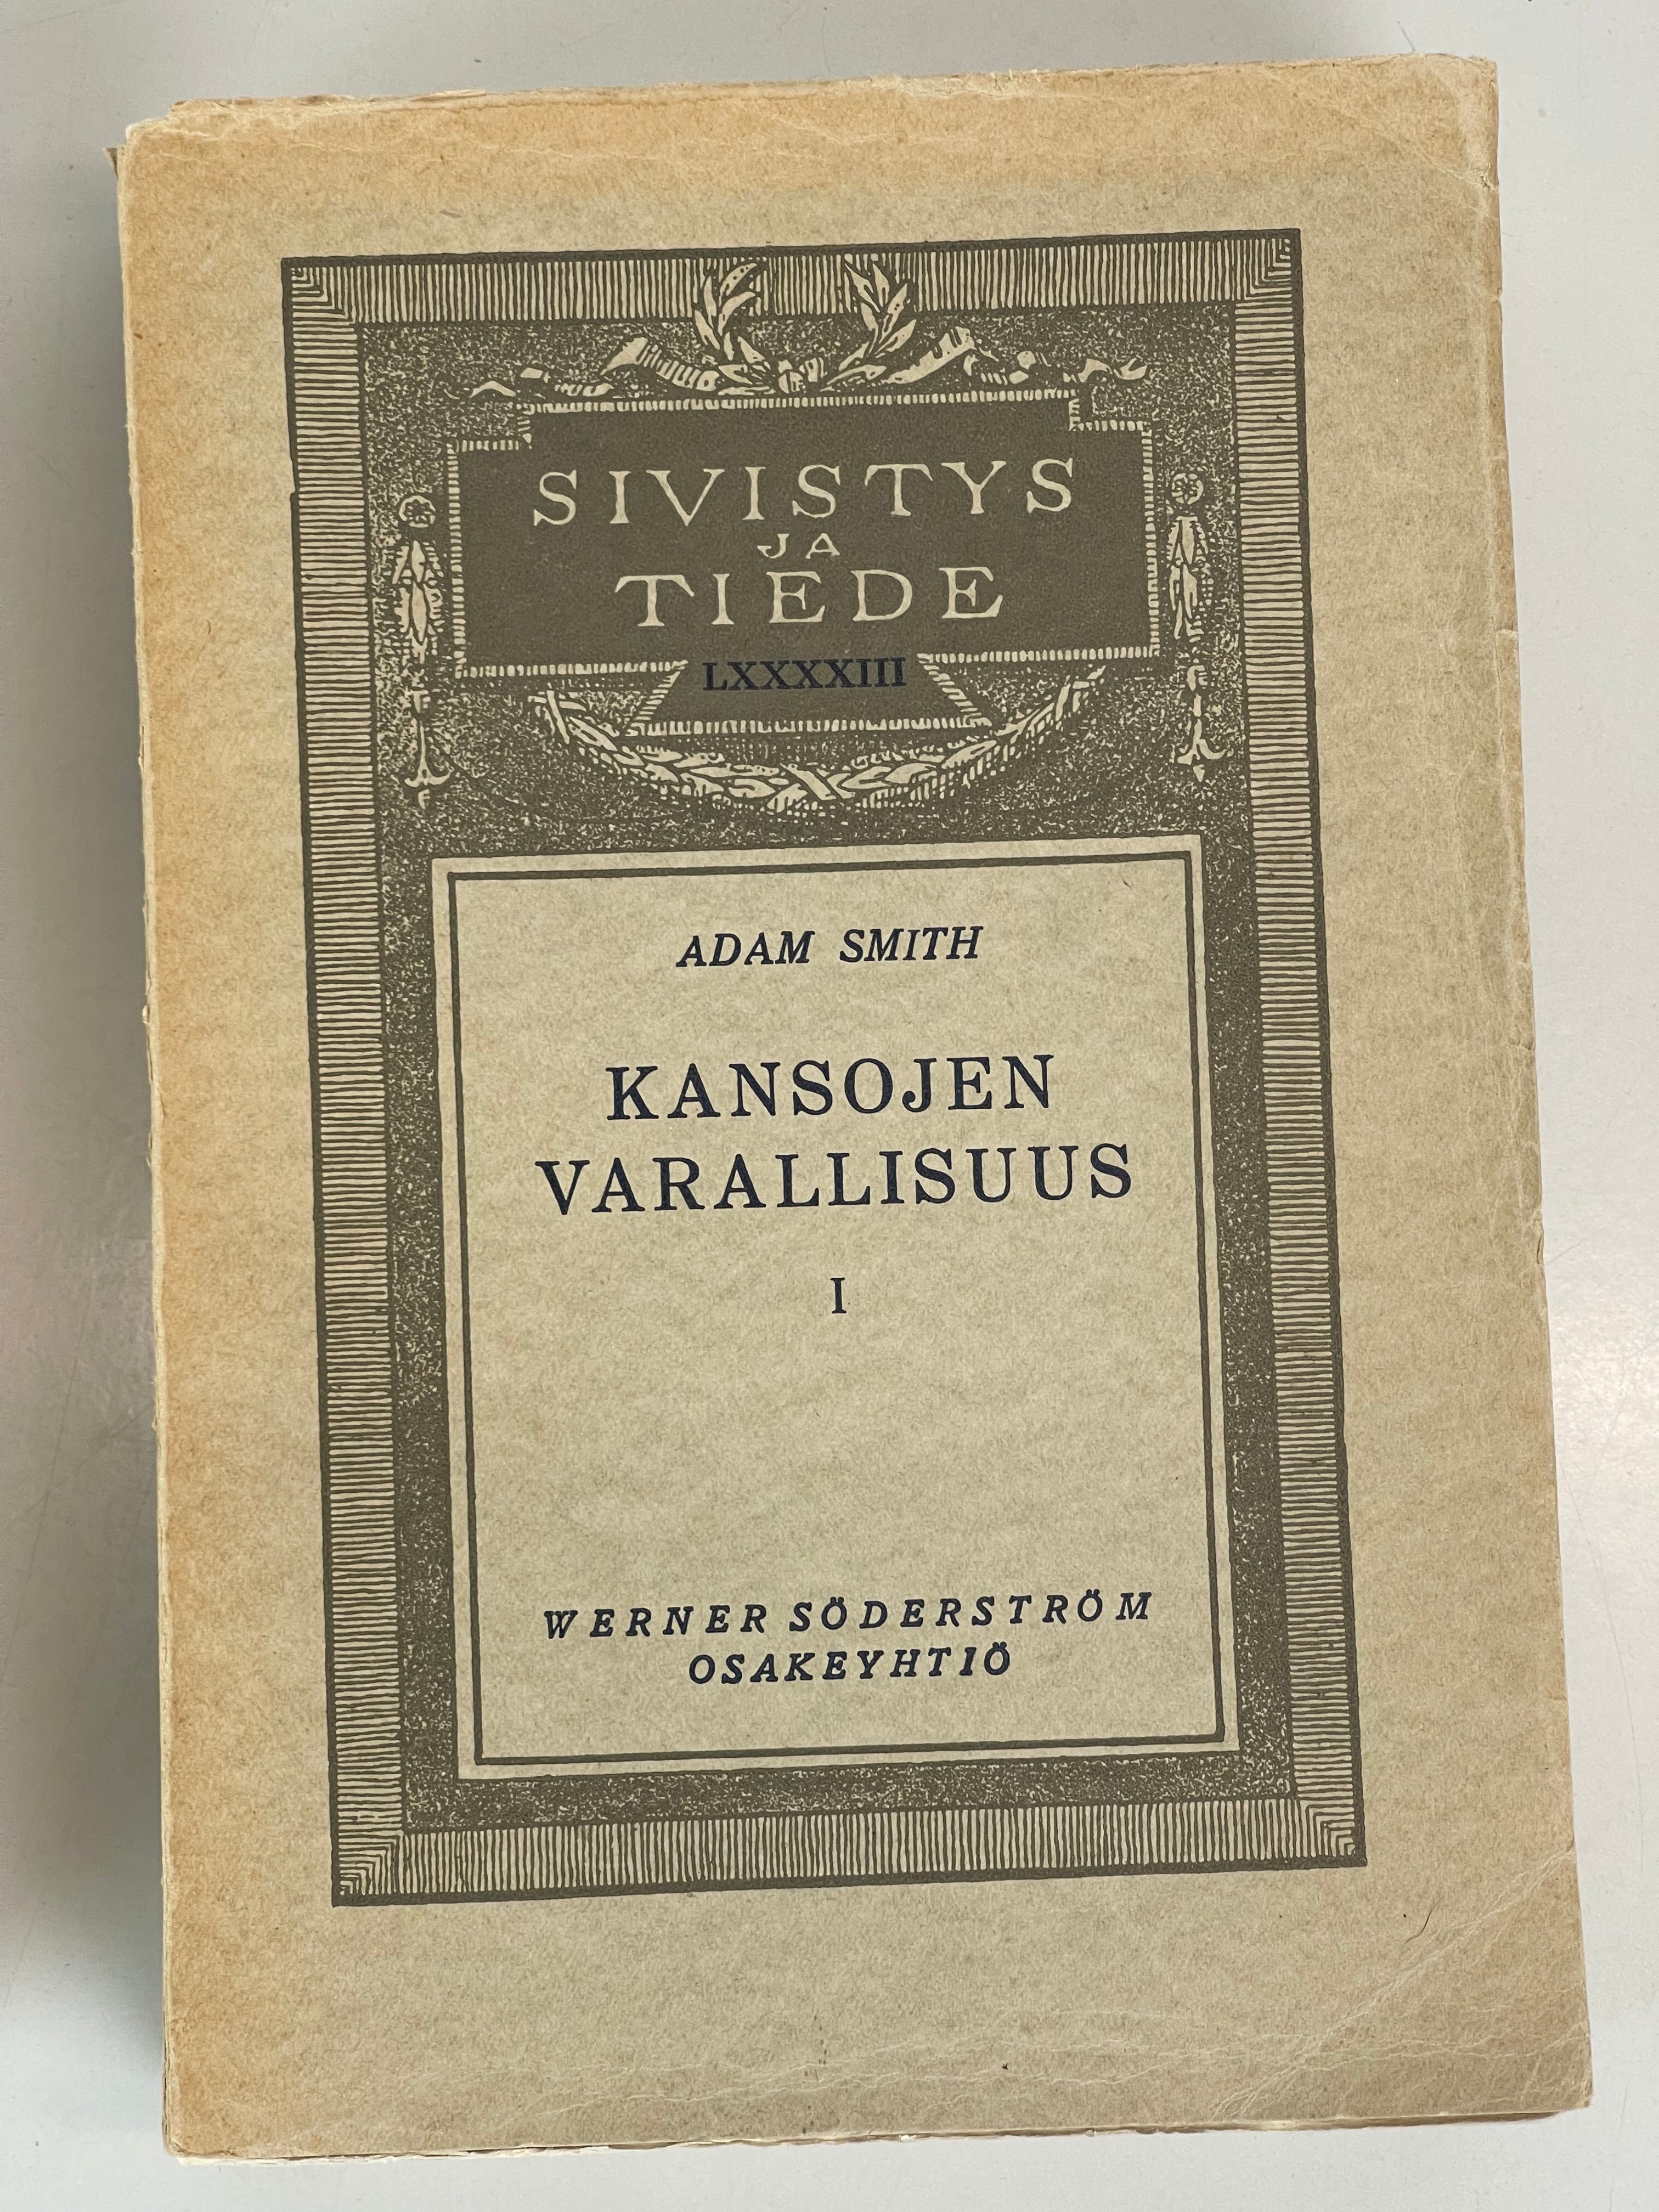 SIVISTYS
JA
TIEDE
LXXXXIII
ADAM SMITH
KANSOJEN
VARALLISUUS
I
WERNER SÖDERSTRÖM
OSAKEYHTIÖ